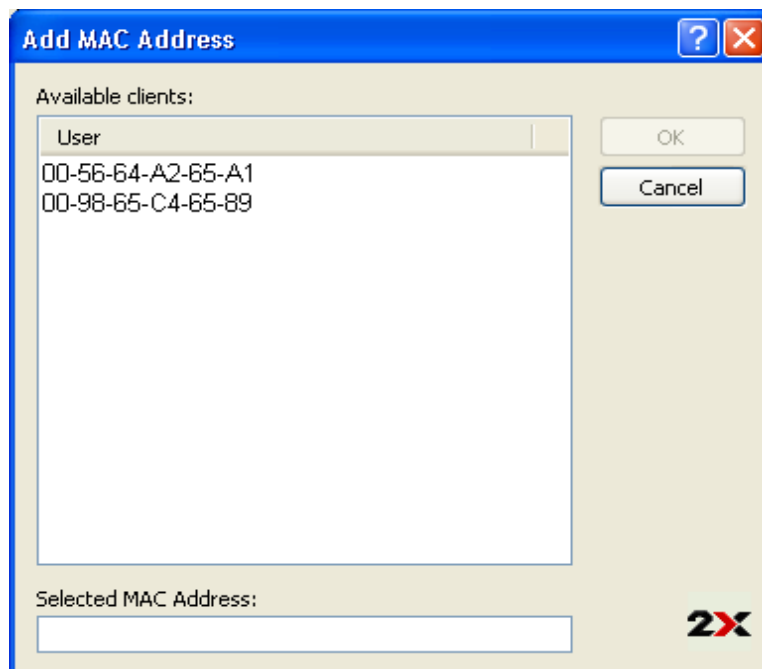 Add MAC Address
Available clients:
User
OK
00-56-64-A2-65-A1
00-98-65-C4-65-89
Cancel
Selected MAC Address:
2X